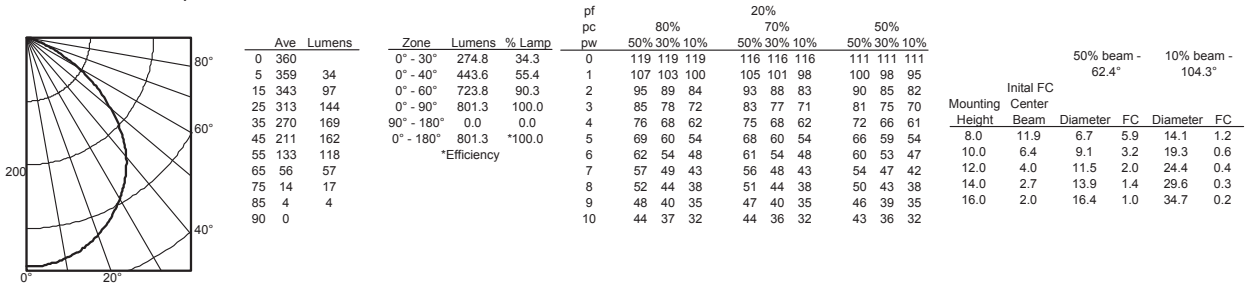 80°
60°
200
40°
0° 20°
Ave Lumens
0 360
5 359 34
15 343 97
25 313 144
35 270 169
45 211 162
55 133 118
65 56 57
75 14 17
85 4 4
90 0
Zone Lumens % Lamp
0° - 30° 274.8 34.3
0° - 40° 443.6 55.4
0° - 60° 723.8 90.3
0° - 90° 801.3 100.0
90° - 180° 0.0 0.0
0° - 180° 801.3 *100.0
*Efficiency
pf 20%
pc 80% 70% 50%
pw 50% 30% 10% 50% 30% 10% 50% 30% 10%
0 119 119 119 116 116 116 111 111 111
1 107 103 100 105 101 98 100 98 95
2 95 89 84 93 88 83 90 85 82
3 85 78 72 83 77 71 81 75 70
4 76 68 62 75 68 62 72 66 61
5 69 60 54 68 60 54 66 59 54
6 62 54 48 61 54 48 60 53 47
7 57 49 43 56 48 43 54 47 42
8 52 44 38 51 44 38 50 43 38
9 48 40 35 47 40 35 46 39 35
10 44 37 32 44 36 32 43 36 32
50% beam - 10% beam -
62.4° 104.3°
Inital FC
Mounting Center
Height Beam Diameter FC Diameter FC
8.0 11.9 6.7 5.9 14.1 1.2
10.0 6.4 9.1 3.2 19.3 0.6
12.0 4.0 11.5 2.0 24.4 0.4
14.0 2.7 13.9 1.4 29.6 0.3
16.0 2.0 16.4 1.0 34.7 0.2